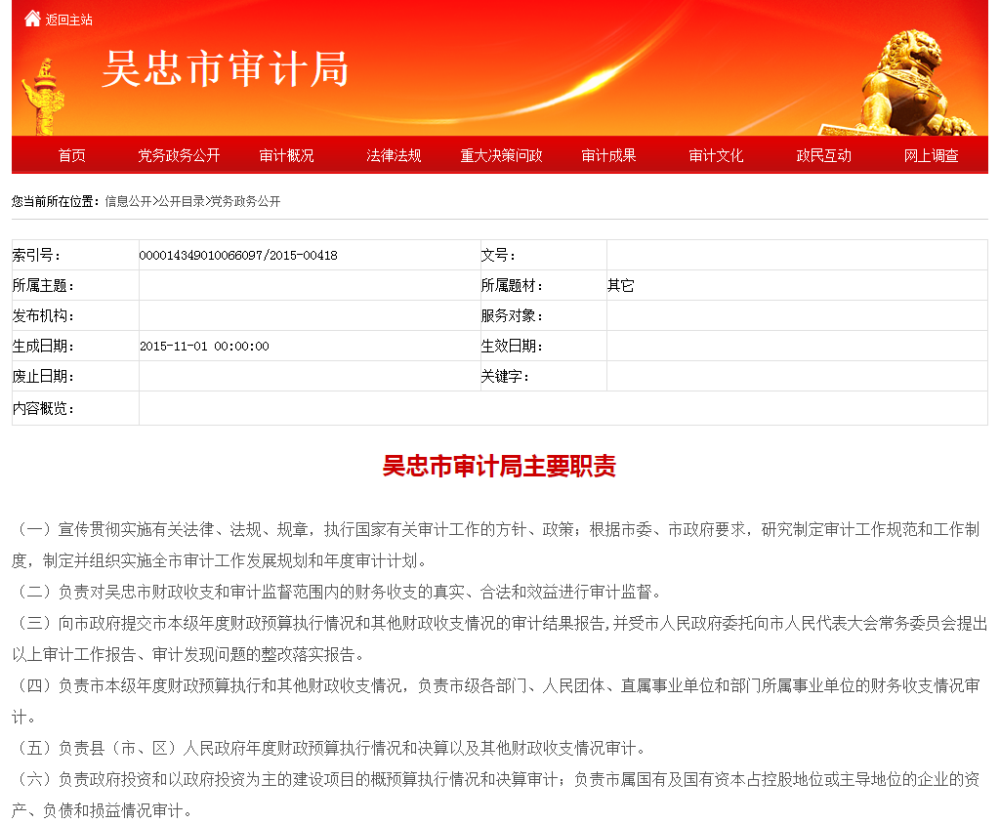 返回主站
吴忠市审计局
首页 党务政务公开 审计概况 法律法规 重大决策问政 审计成果 审计文化 政民互动 网上调查
您当前所在位置：信息公开>公开目录>党务政务公开
索引号： 000014349010066097/2015-00418 文号：
所属主题： 所属题材： 其它
发布机构： 服务对象：
生成日期： 2015-11-01 00:00:00 生效日期：
废止日期： 关键字：
内容概览：
吴忠市审计局主要职责
（一）宣传贯彻实施有关法律、法规、规章，执行国家有关审计工作的方针、政策；根据市委、市政府要求，研究制定审计工作规范和工作制
度，制定并组织实施全市审计工作发展规划和年度审计计划。
（二）负责对吴忠市财政收支和审计监督范围内的财务收支的真实、合法和效益进行审计监督。
（三）向市政府提交市本级年度财政预算执行情况和其他财政收支情况的审计结果报告,并受市人民政府委托向市人民代表大会常务委员会提出
以上审计工作报告、审计发现问题的整改落实报告。
（四）负责市本级年度财政预算执行和其他财政收支情况，负责市级各部门、人民团体、直属事业单位和部门所属事业单位的财务收支情况审
计。
（五）负责县（市、区）人民政府年度财政预算执行情况和决算以及其他财政收支情况审计。
（六）负责政府投资和以政府投资为主的建设项目的概预算执行情况和决算审计；负责市属国有及国有资本占控股地位或主导地位的企业的资
产、负债和损益情况审计。